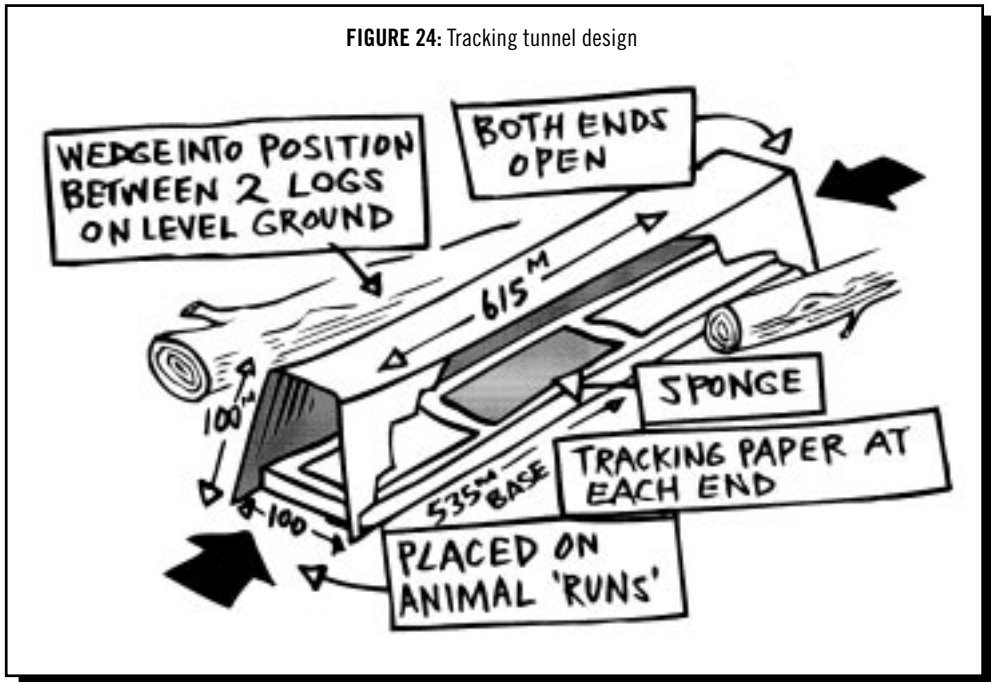 FIGURE 24: Tracking tunnel design
WEDGE INTO POSITION
BETWEEN 2 LOGS
ON LEVEL GROUND
BOTH ENDS
OPEN
615M
100M
100
535MM BASE
SPONGE
TRACKING PAPER AT
EACH END
PLACED ON
ANIMAL 'RUNS'